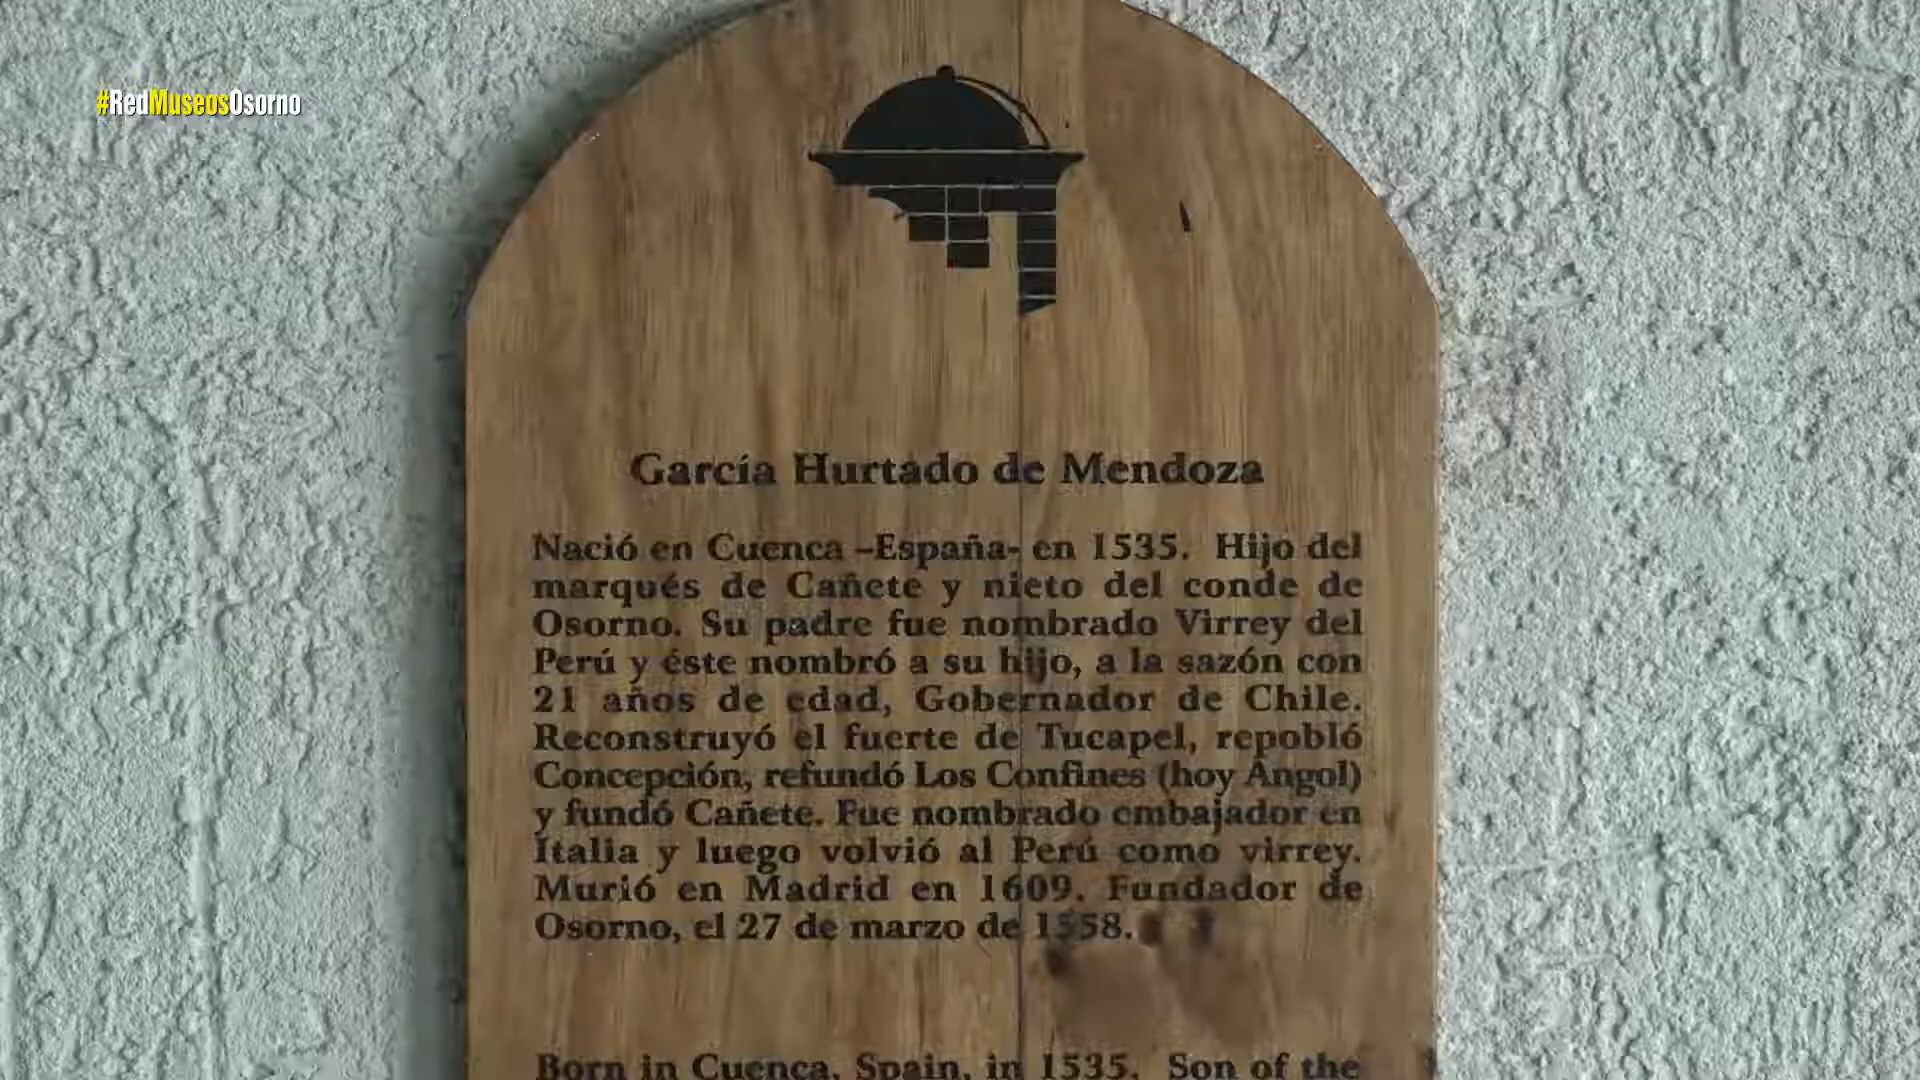 #RedMuseosOsorno
García Hurtado de Mendoza
Nació en Cuenca –España- en 1535. Hijo del
marqués de Cañete y nieto del conde de
Osorno. Su padre fue nombrado Virrey del
Perú y éste nombró a su hijo, a la sazón con
21 años de edad, Gobernador de Chile.
Reconstruyó el fuerte de Tucapel, repobló
Concepción, refundó Los Confines (hoy Angol)
y fundó Cañete. Fue nombrado embajador en
Italia y luego volvió al Perú como virrey.
Murió en Madrid en 1609. Fundador de
Osorno, el 27 de marzo de 1558.
Born in Cuenca, Spain, in 1535. Son of the